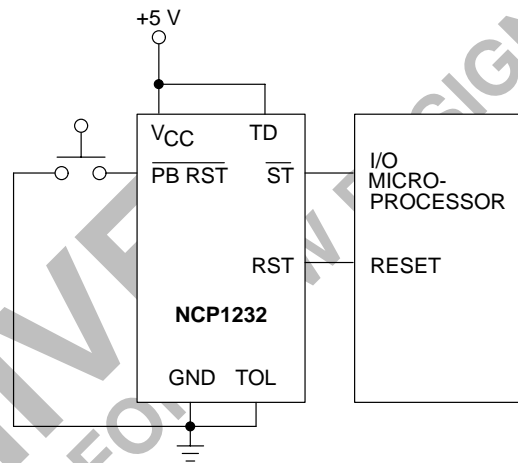 +5 V
VCC TD
PB RST ST
I/O
MICRO-
PROCESSOR
RST RESET
NCP1232
GND TOL